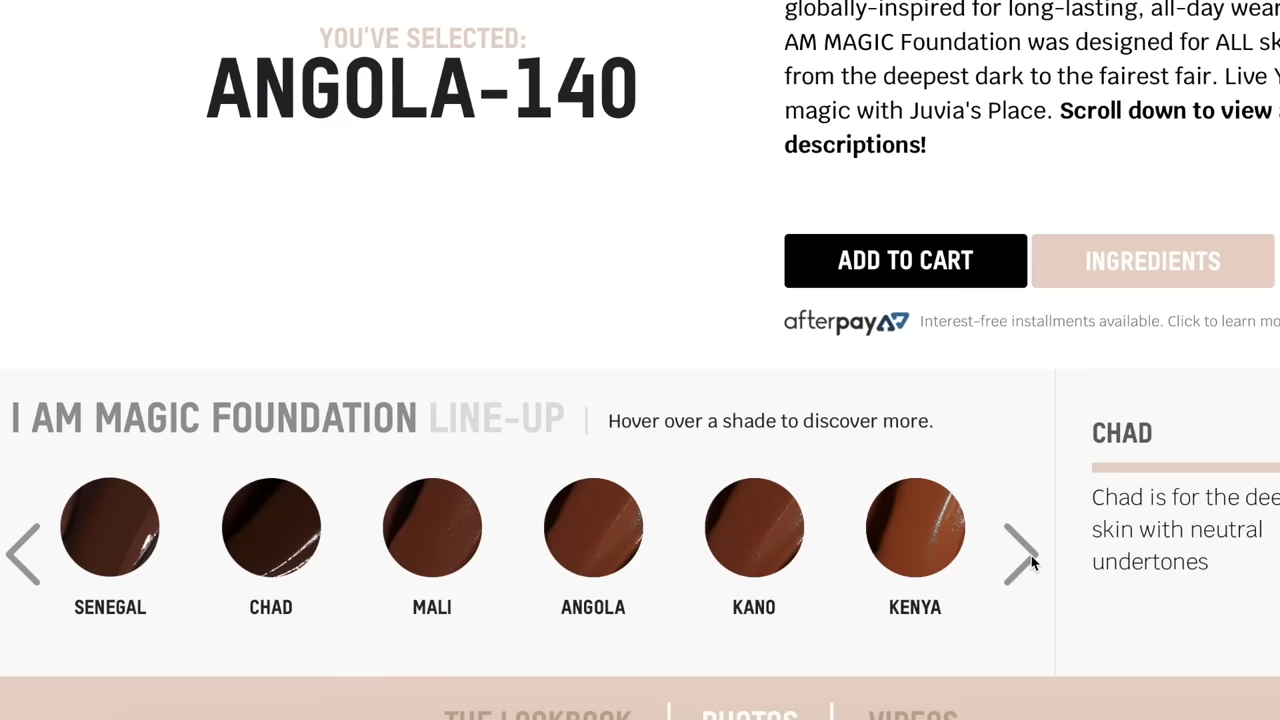 YOU'VE SELECTED:
ANGOLA-140
globally-inspired for long-lasting, all-day wear
AM MAGIC Foundation was designed for ALL sk
from the deepest dark to the fairest fair. Live Y
magic with Juvia's Place. Scroll down to view
descriptions!
ADD TO CART
INGREDIENTS
afterpay Interest-free installments available. Click to learn mo
I AM MAGIC FOUNDATION LINE-UP | Hover over a shade to discover more.
SENEGAL
CHAD
MALI
ANGOLA
KANO
KENYA
CHAD
Chad is for the dee
skin with neutral
undertones
THE LOOKBOOK | PHOTOS | VIDEOS